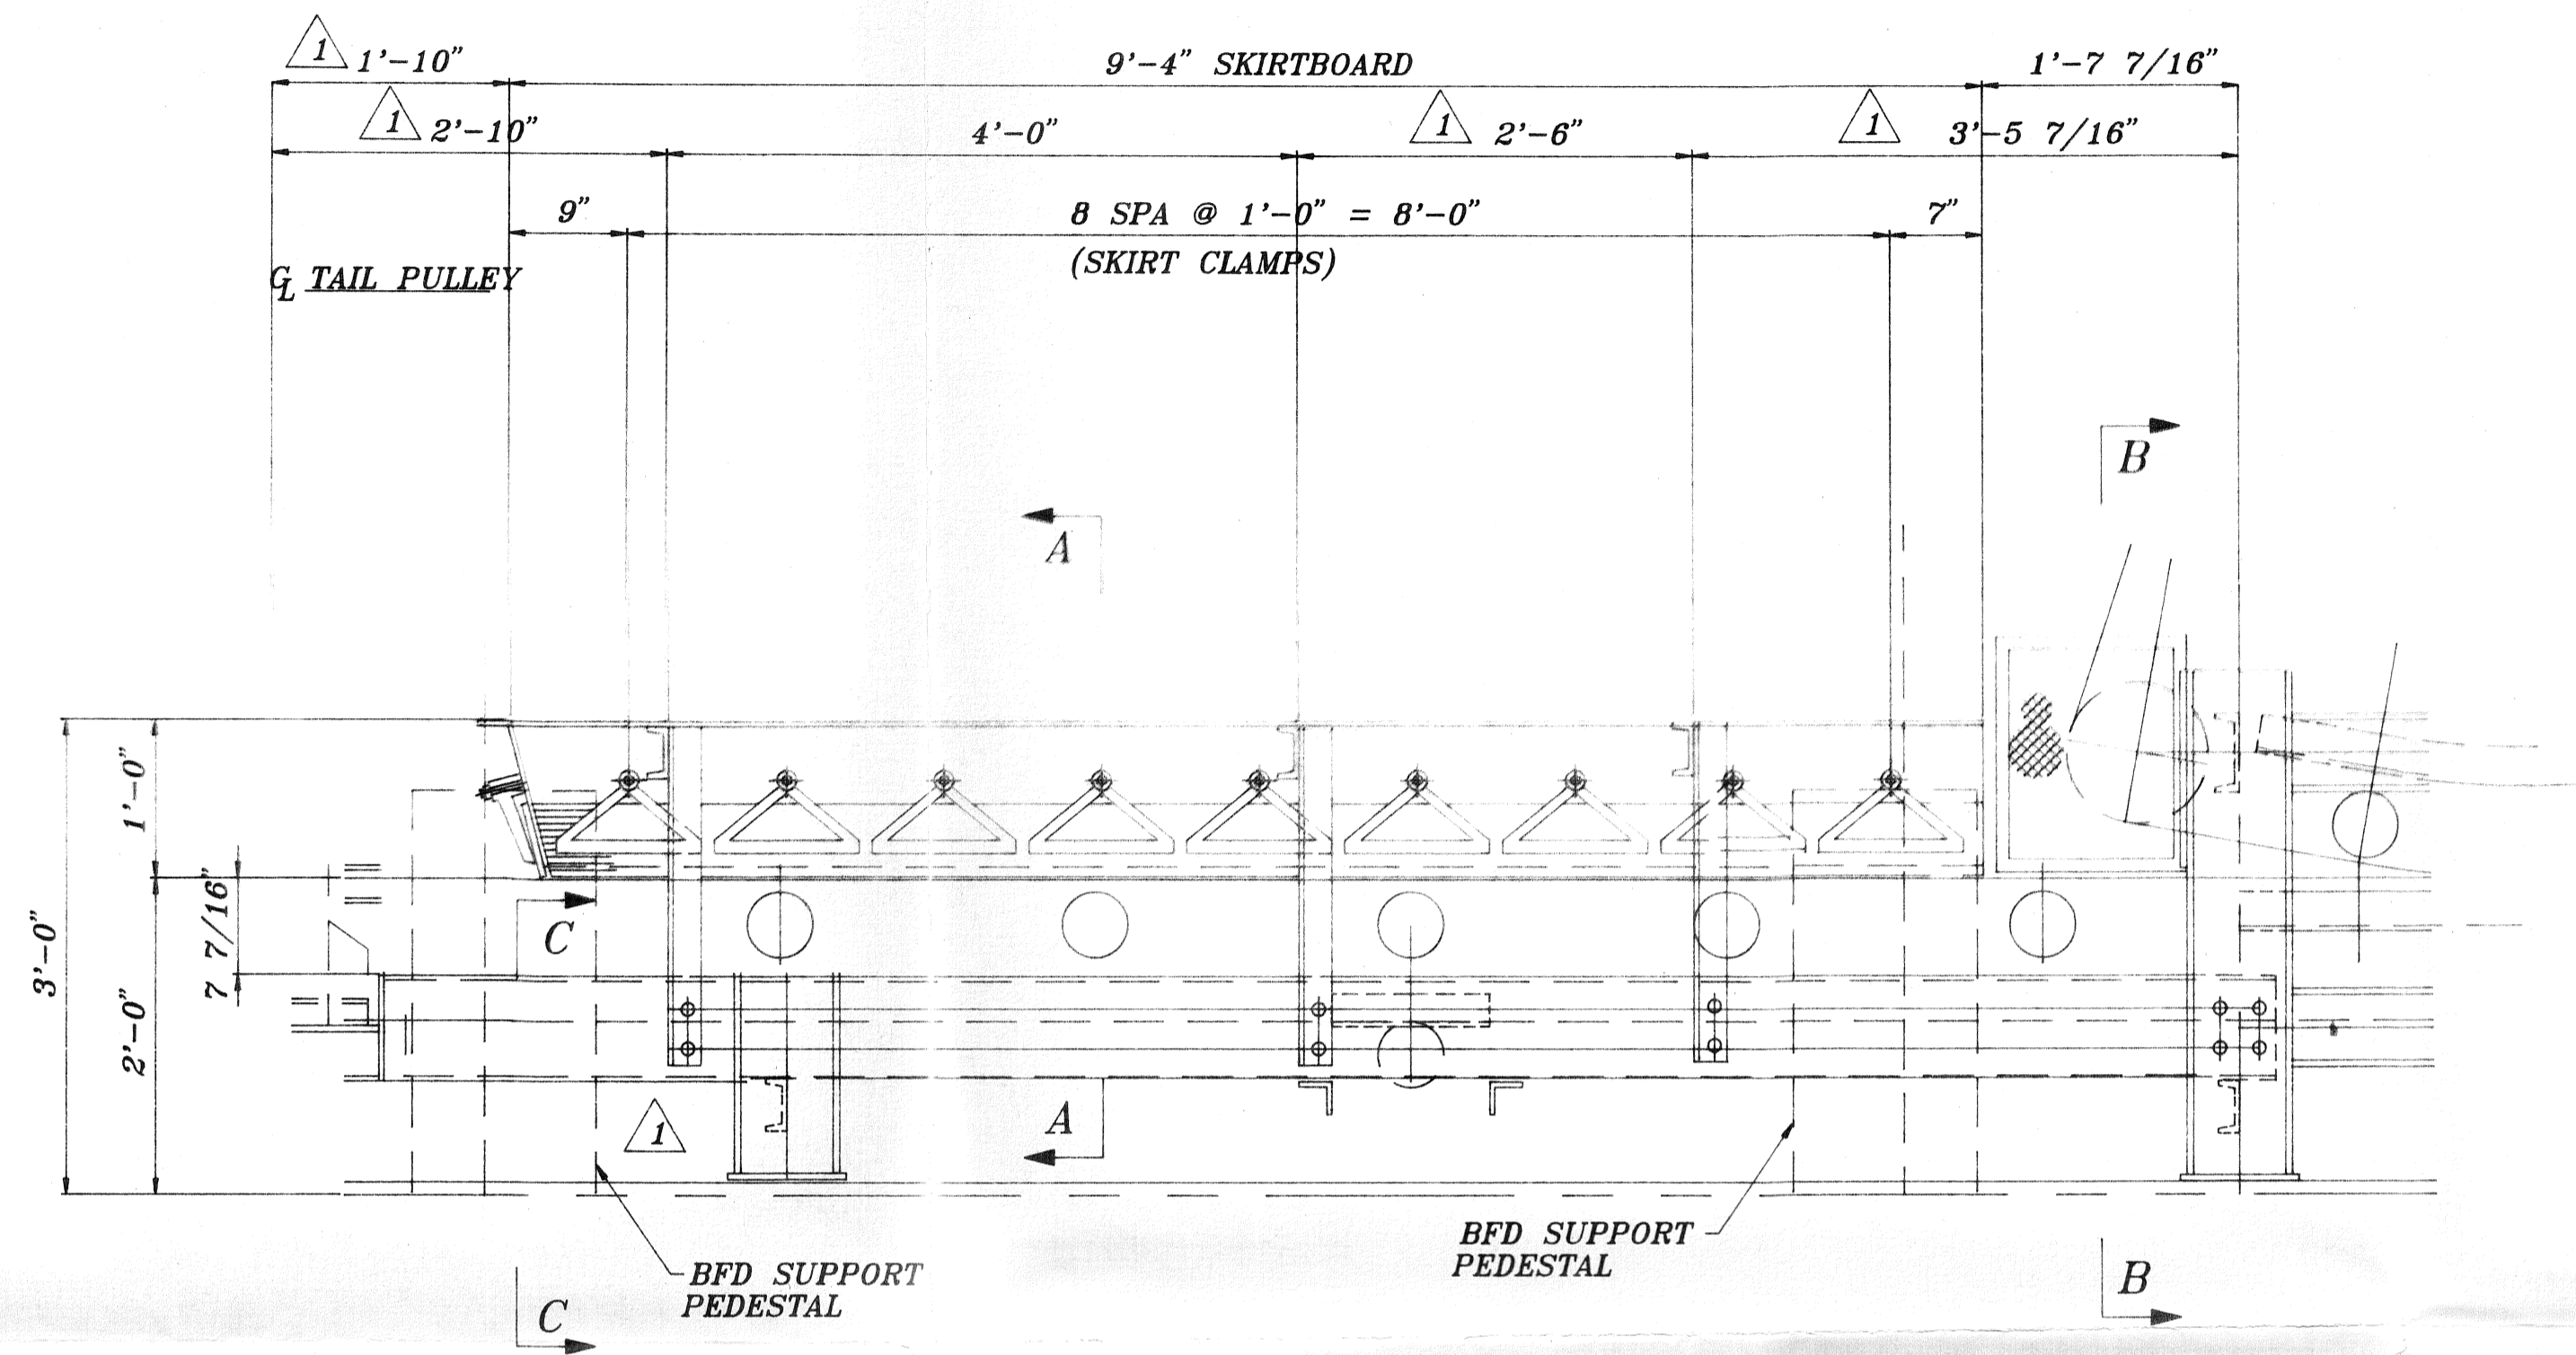 1 1'-10" 9'-4" SKIRTBOARD 1'-7 7/16"
1 2'-10" 4'-0" 1 2'-6" 1 3'-5 7/16"
9" 8 SPA @ 1'-0" = 8'-0" 7"
(SKIRT CLAMPS)
CL TAIL PULLEY
B
A
1'-0"
7 7/16"
3'-0"
C
2'-0"
1
A
BFD SUPPORT
PEDESTAL
BFD SUPPORT
PEDESTAL
B
C